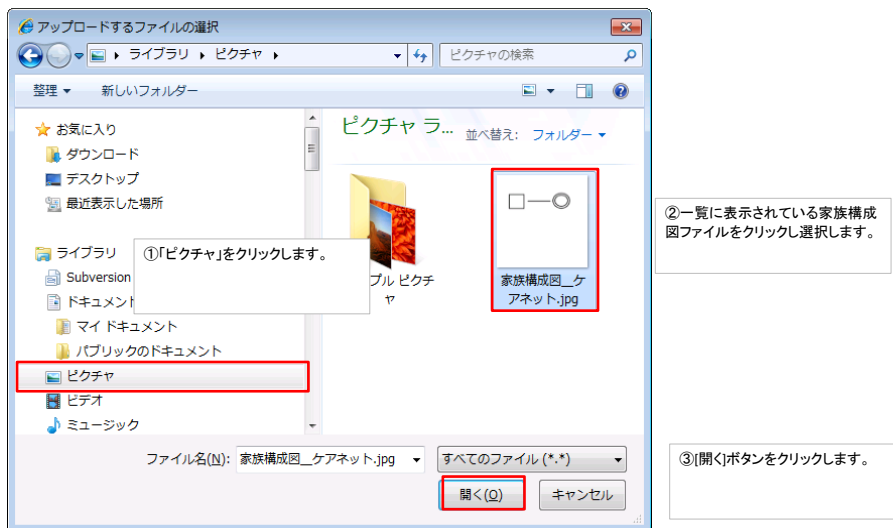 アップロードするファイルの選択
ライブラリ ピクチャ
ピクチャの検索
整理 新しいフォルダー
お気に入り
ダウンロード
デスクトップ
最近表示した場所
ライブラリ
Subversion
ドキュメント
マイ ドキュメント
パブリックのドキュメント
ピクチャ
ビデオ
ミュージック
①「ピクチャ」をクリックします。
ピクチャ ラ...
並べ替え: フォルダー
プル ピクチ
ャ
家族構成図__ケ
アネット.jpg
②一覧に表示されている家族構成
図ファイルをクリックし選択します。
ファイル名(N): 家族構成図__ケアネット.jpg すべてのファイル (*.*)
開く(O) キャンセル
③[開く]ボタンをクリックします。